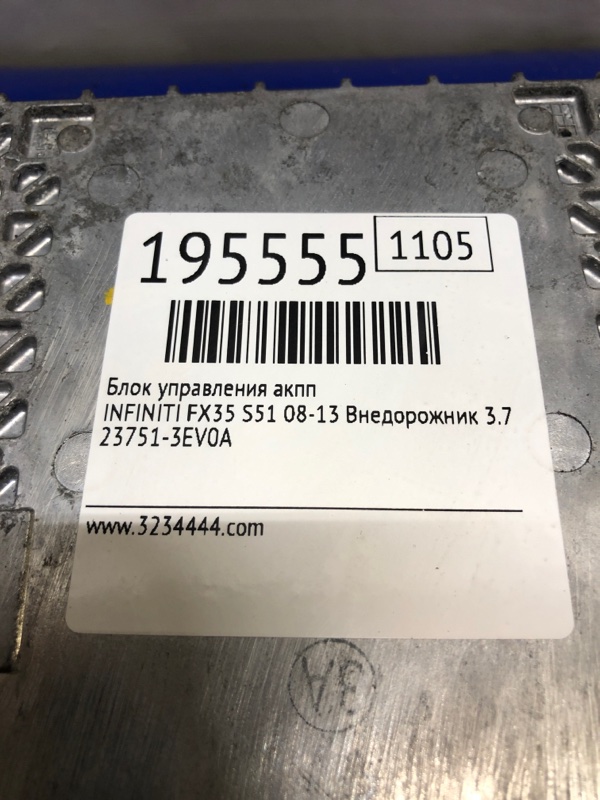 195555 1105
Блок управления акпп
INFINITI FX35 S51 08-13 Внедорожник 3.7
23751-3EV0A
www.3234444.com